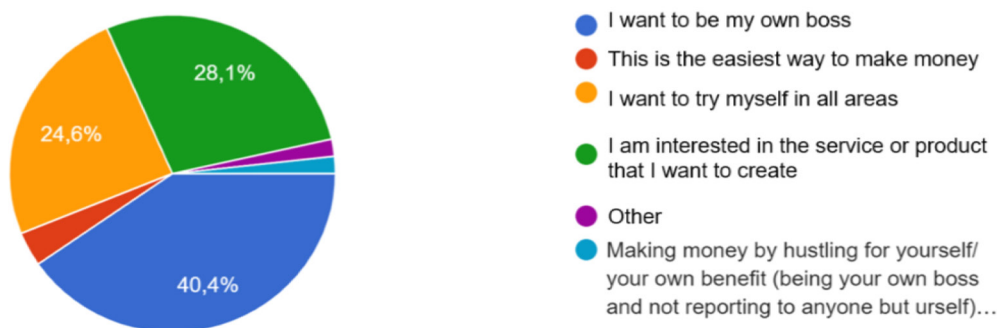 28,1%
24,6%
40,4%
I want to be my own boss
This is the easiest way to make money
I want to try myself in all areas
I am interested in the service or product
that I want to create
Other
Making money by hustling for yourself/
your own benefit (being your own boss
and not reporting to anyone but urself)…